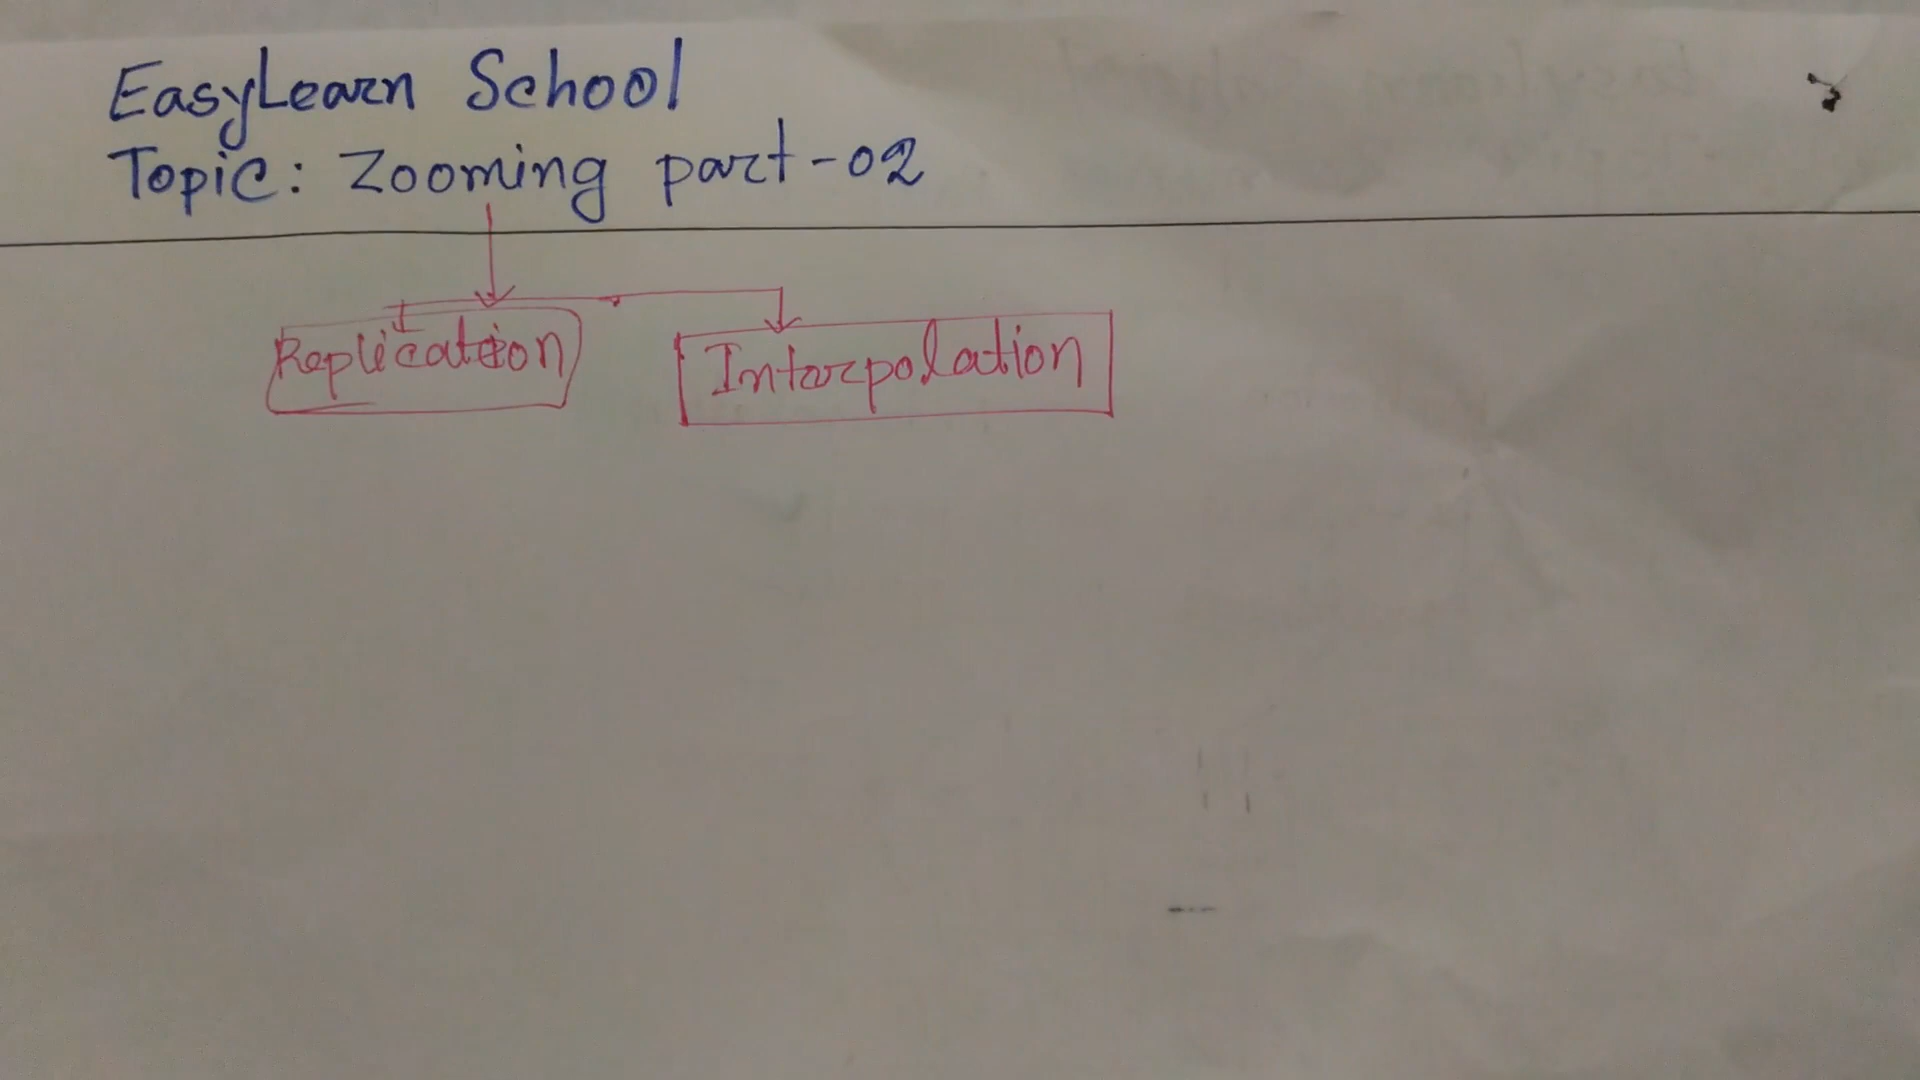 EasyLearn School
Topic: Zooming part-02
Replication
Interpolation